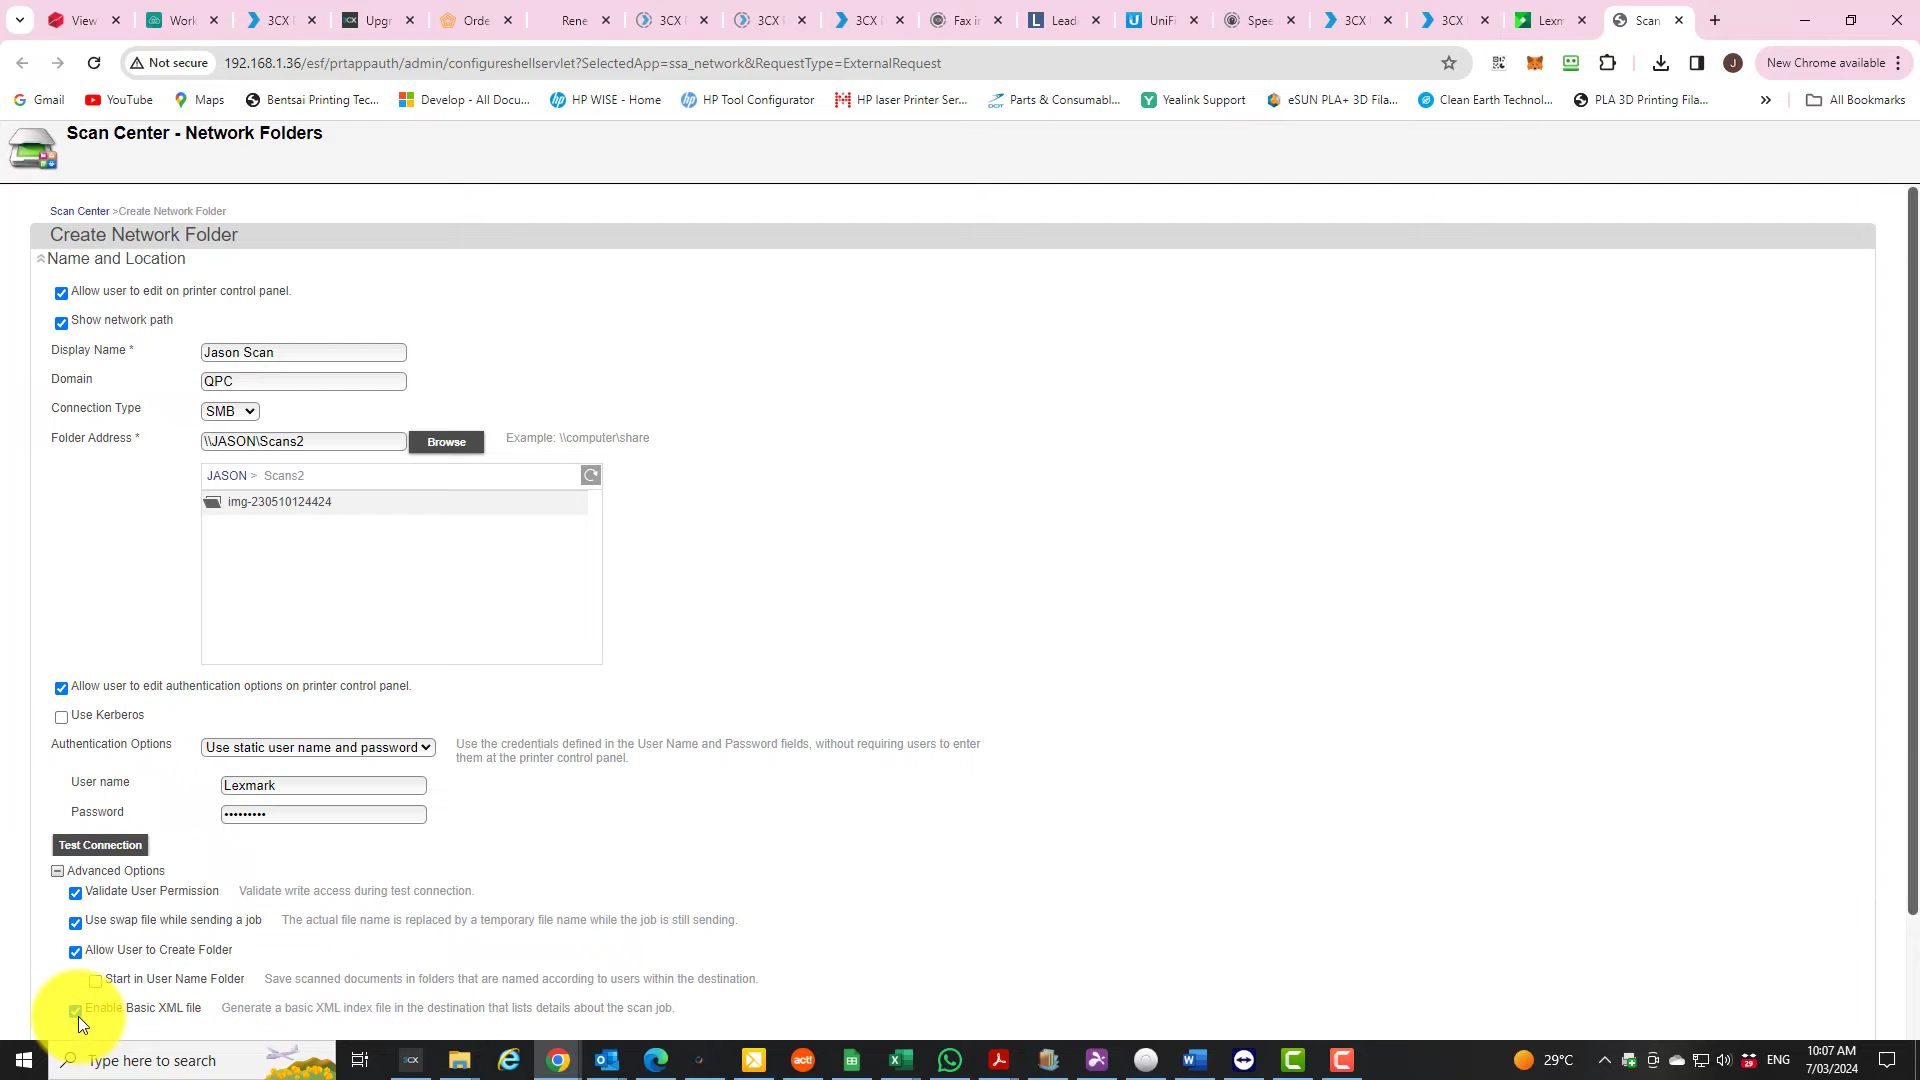 View
Work
3CX
Upgr
Orde
Rene
3CX
3CX
3CX
Fax i
Lead
UniFi
Spee
3CX
3CX
Lexm
Scan
Not secure
192.168.1.36/esf/prtappauth/admin/configureshellservlet?SelectedApp=ssa_network&RequestType=ExternalRequest
J
New Chrome available
Gmail
YouTube
Maps
Bentsai Printing Tec...
Develop - All Docu...
HP WISE - Home
HP Tool Configurator
HP laser Printer Ser...
Parts & Consumabl...
Yealink Support
eSUN PLA+ 3D Fila...
Clean Earth Technol...
PLA 3D Printing Fila...
All Bookmarks
Scan Center - Network Folders
Scan Center >Create Network Folder
Create Network Folder
Name and Location
Allow user to edit on printer control panel.
Show network path
Display Name *
Jason Scan
Domain
QPC
Connection Type
SMB
Folder Address *
\\JASON\Scans2
Browse
Example: \\computer\share
JASON > Scans2
img-230510124424
Allow user to edit authentication options on printer control panel.
Use Kerberos
Authentication Options
Use static user name and password
Use the credentials defined in the User Name and Password fields, without requiring users to enter
them at the printer control panel.
User name
Lexmark
Password
•••••••••
Test Connection
Advanced Options
Validate User Permission
Validate write access during test connection.
Use swap file while sending a job
The actual file name is replaced by a temporary file name while the job is still sending.
Allow User to Create Folder
Start in User Name Folder
Save scanned documents in folders that are named according to users within the destination.
Enable Basic XML file
Generate a basic XML index file in the destination that lists details about the scan job.
Type here to search
3CX
act!
29°C
29
ENG
10:07 AM
7/03/2024